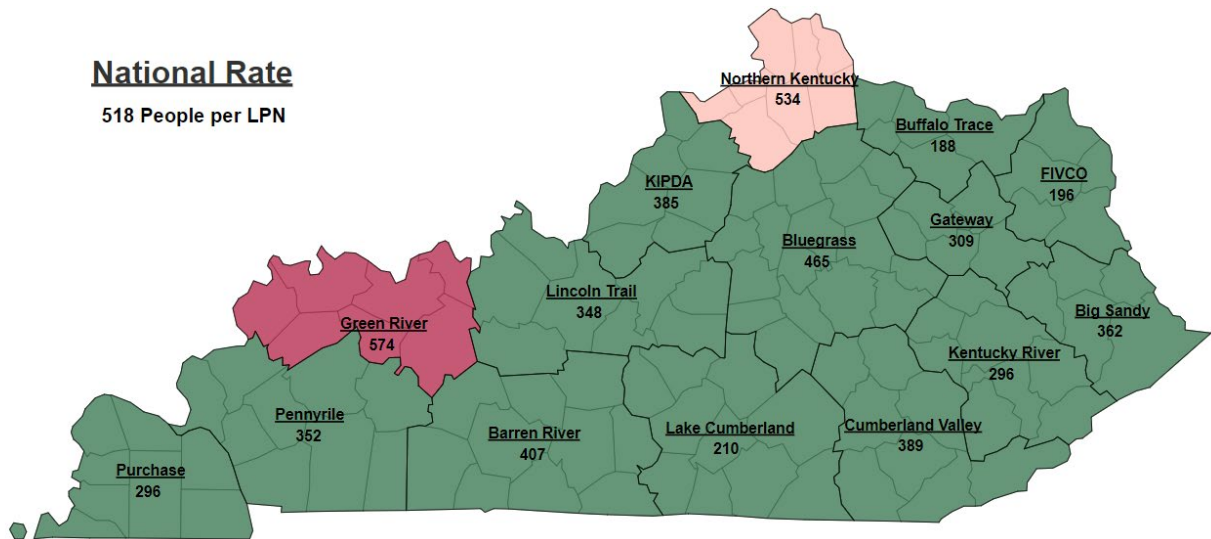 National Rate
518 People per LPN
Northern Kentucky
534
Buffalo Trace
188
FIVCO
196
KIPDA
385
Gateway
309
Bluegrass
465
Lincoln Trail
348
Big Sandy
362
Green River
574
Kentucky River
296
Pennyrile
352
Barren River
407
Lake Cumberland
210
Cumberland Valley
389
Purchase
296